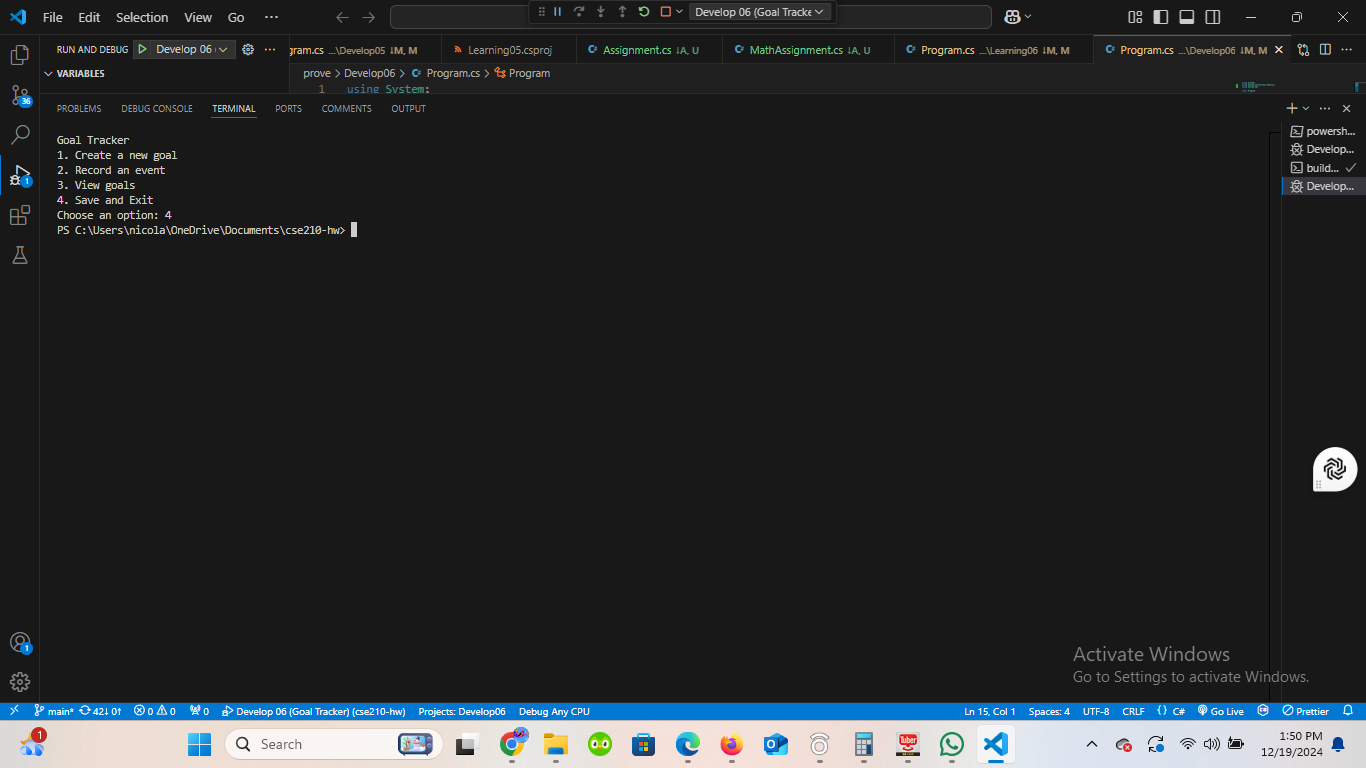 File Edit Selection View Go ···
Develop 06 (Goal Tracke
RUN AND DEBUG Develop 06
gram.cs ...\Develop05 ↓M, M
Learning05.csproj
Assignment.cs ↓A, U
MathAssignment.cs ↓A, U
Program.cs ...\Learning06 ↓M, M
Program.cs ...\Develop06 ↓M, M
VARIABLES
prove > Develop06 > Program.cs > Program
1 using System;
36
1
PROBLEMS DEBUG CONSOLE TERMINAL PORTS COMMENTS OUTPUT
Goal Tracker
1. Create a new goal
2. Record an event
3. View goals
4. Save and Exit
Choose an option: 4
PS C:\Users\nicola\OneDrive\Documents\cse210-hw>
powersh...
Develop...
build...
Develop...
1
Activate Windows
Go to Settings to activate Windows.
main* 42↓ 0↑ 0 0 0 Develop 06 (Goal Tracker) (cse210-hw) Projects: Develop06 Debug Any CPU
Ln 15, Col 1 Spaces: 4 UTF-8 CRLF {} C# Go Live Prettier
1
Search
Tuber
1:50 PM
12/19/2024